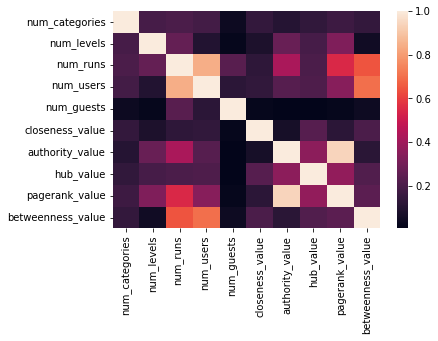 num_categories
num_levels
num_runs
num_users
num_guests
closeness_value
authority_value
hub_value
pagerank_value
betweenness_value
num_categories
num_levels
num_runs
num_users
num_guests
closeness_value
authority_value
hub_value
pagerank_value
betweenness_value
1.0
0.8
0.6
0.4
0.2